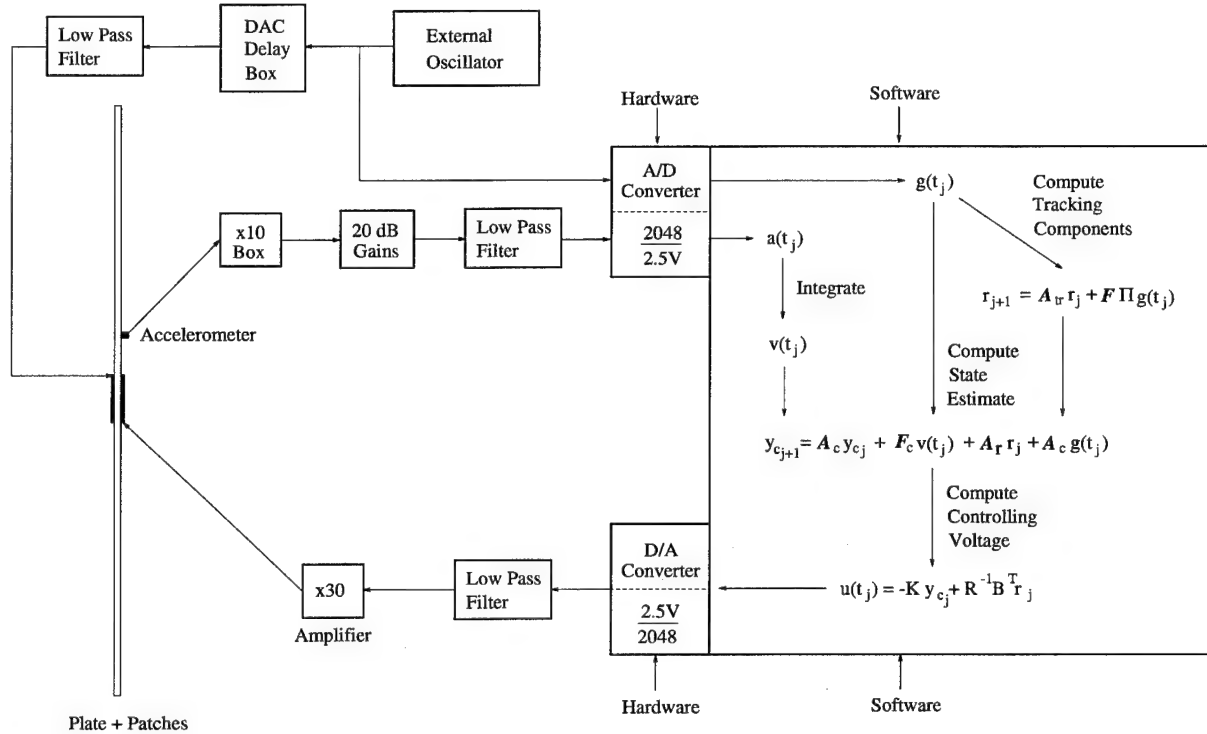 Low Pass
Filter
DAC
Delay
Box
External
Oscillator
Hardware
Software
A/D
Converter
2048
2.5V
x10
Box
20 dB
Gains
Low Pass
Filter
Accelerometer
g(t_j)
Compute
Tracking
Components
a(t_j)
Integrate
r_{j+1} = A_{tr} r_j + F Π g(t_j)
v(t_j)
Compute
State
Estimate
y_{c_{j+1}} = A_c y_{c_j} + F_c v(t_j) + A_r r_j + A_c g(t_j)
Compute
Controlling
Voltage
u(t_j) = -K y_{c_j} + R^{-1} B^T r_j
D/A
Converter
2.5V
2048
Low Pass
Filter
x30
Amplifier
Hardware
Software
Plate + Patches